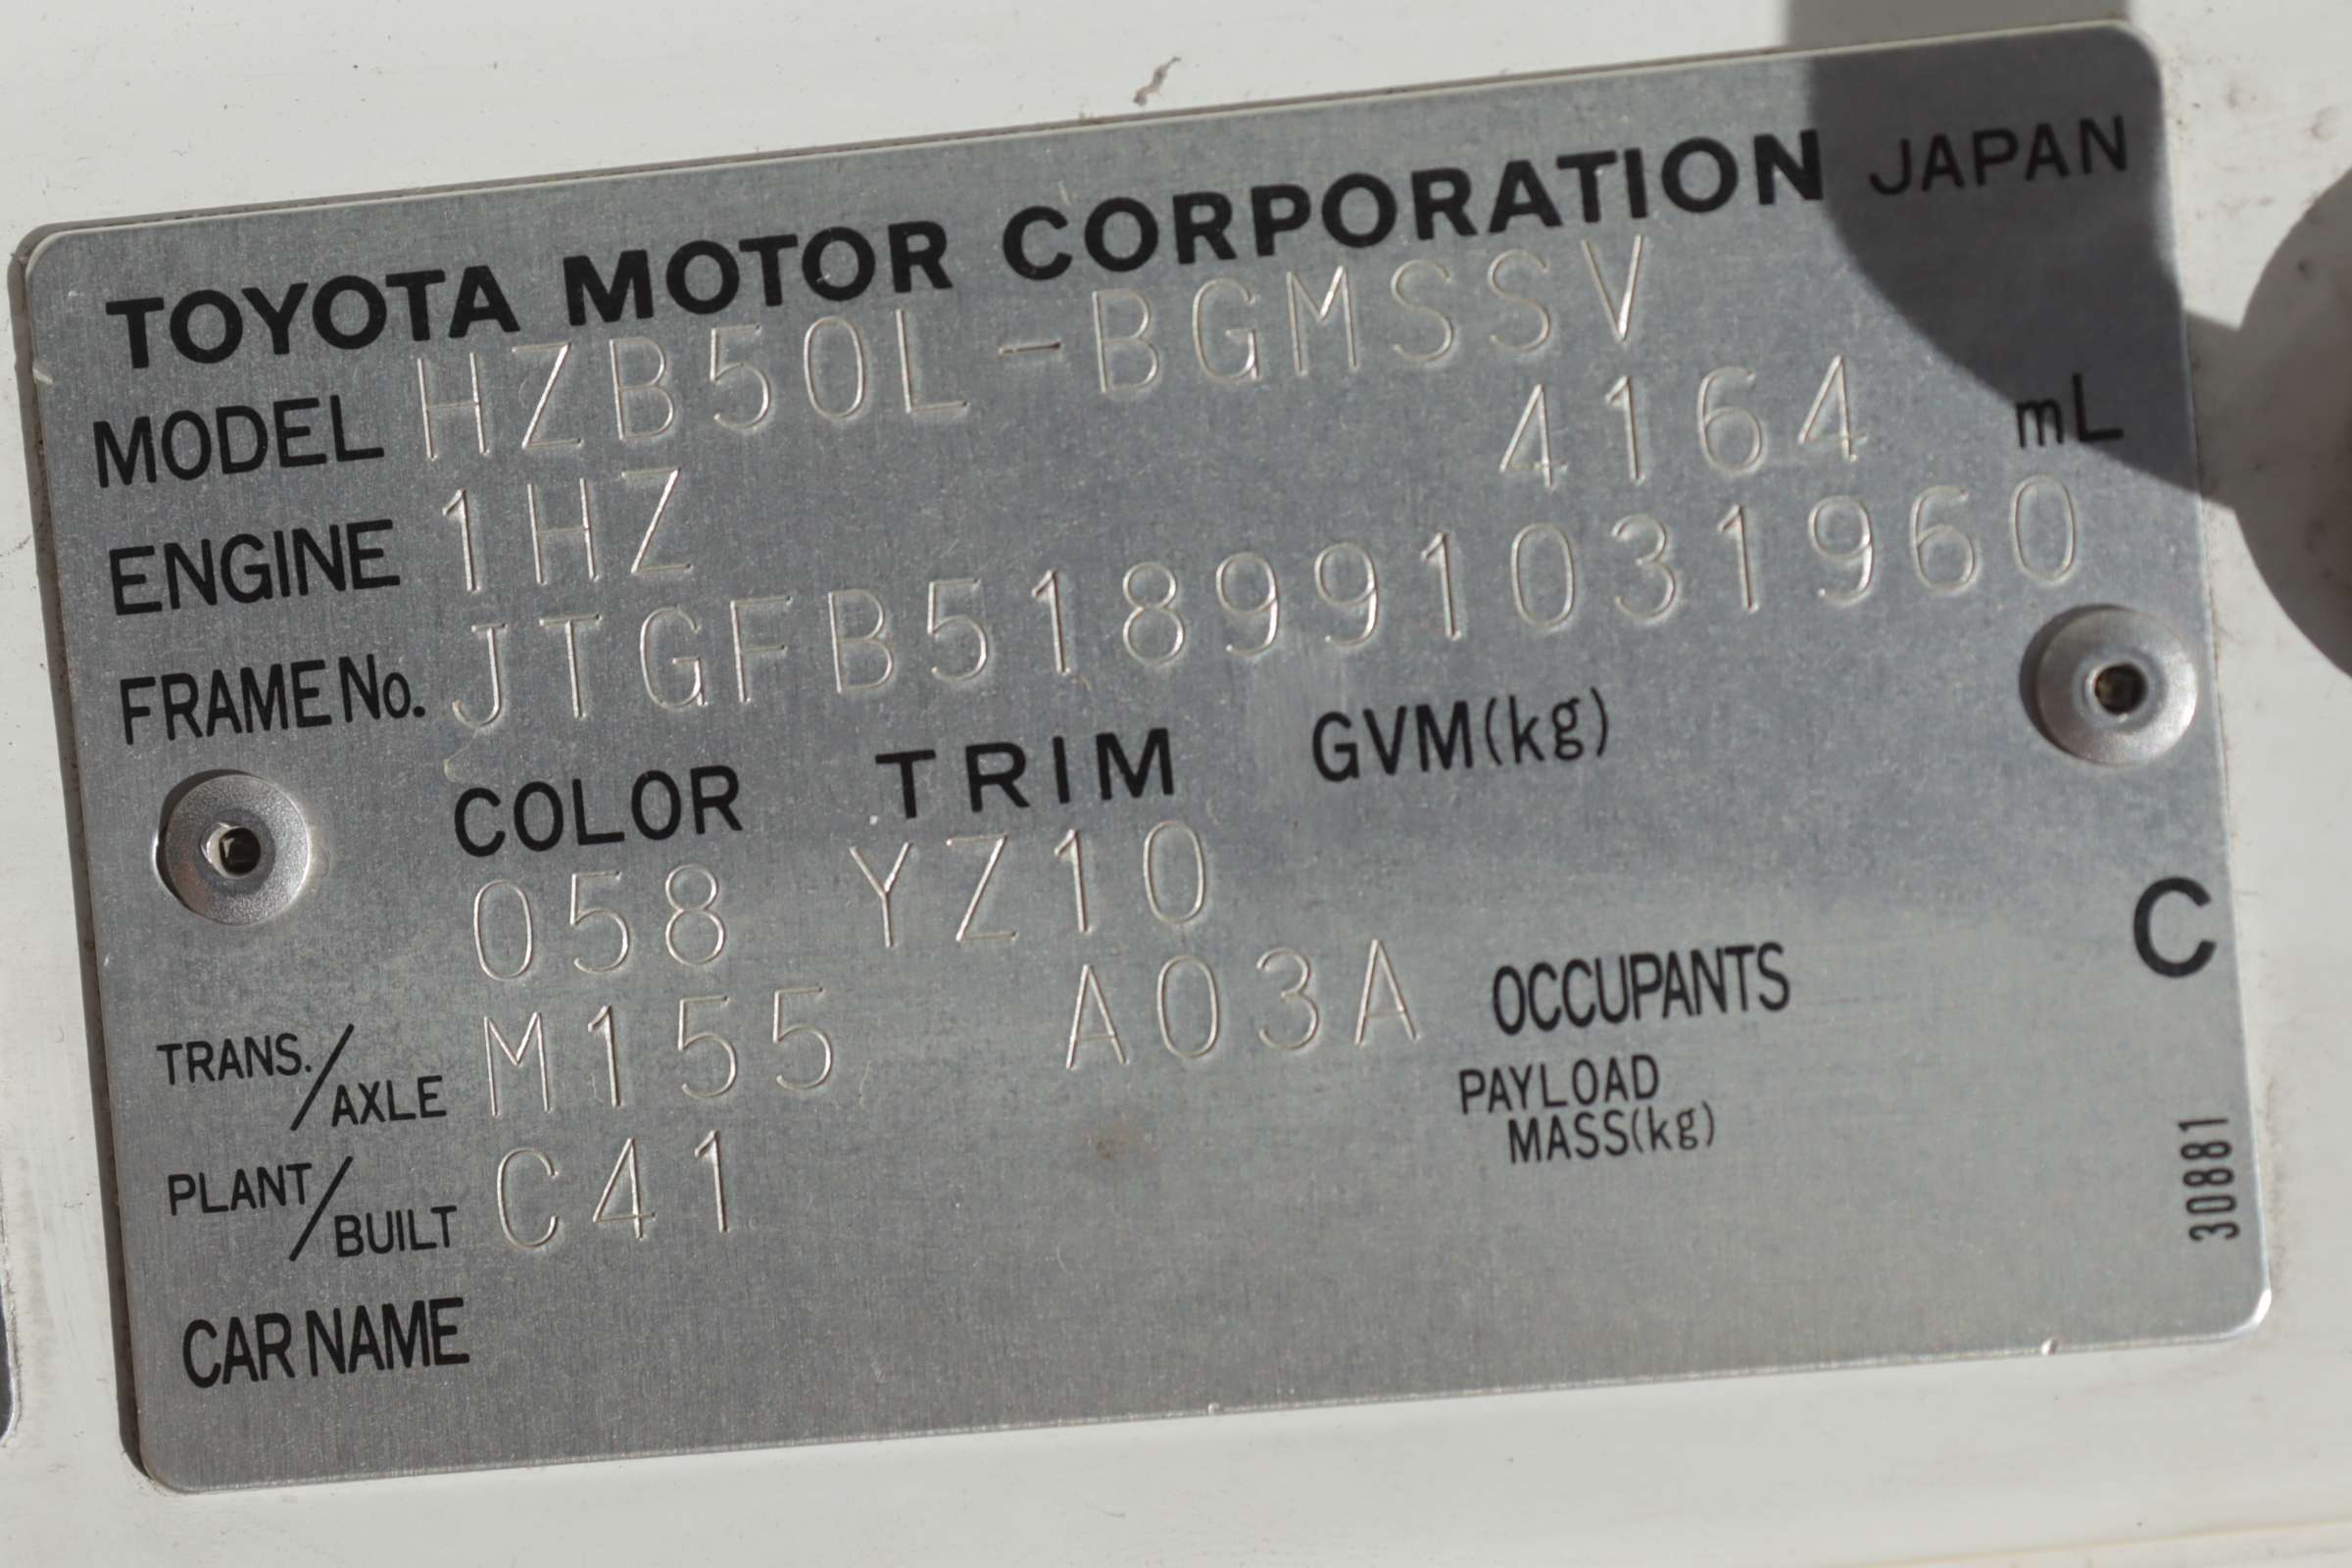 TOYOTA MOTOR CORPORATION JAPAN
MODEL HZB50L-BGMSSV
ENGINE 1HZ 4164 mL
FRAME No. JTGFB518991031960
COLOR TRIM GVM(kg)
058 YZ10
C
TRANS./AXLE M155 A03A OCCUPANTS
PAYLOAD
MASS(kg)
PLANT/BUILT C41
30881
CAR NAME